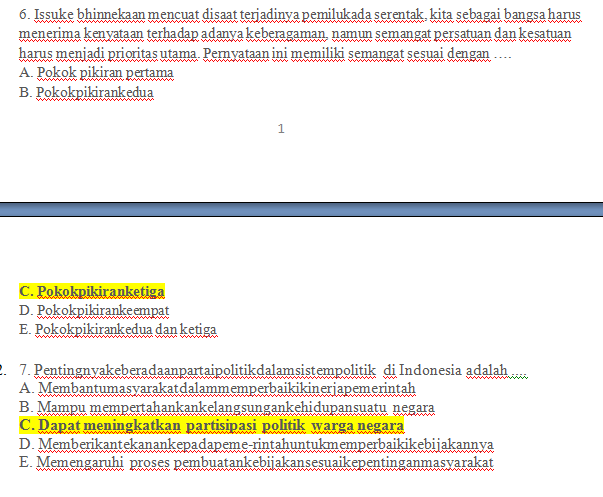 6. Issuke bhinnekaan mencuat disaat terjadinya pemilukada serentak, kita sebagai bangsa harus
menerima kenyataan terhadap adanya keberagaman, namun semangat persatuan dan kesatuan
harus menjadi prioritas utama. Pernyataan ini memiliki semangat sesuai dengan ….
A. Pokok pikiran pertama
B. Pokokpikirankedua
1
C. Pokokpikiranketiga
D. Pokokpikirankeempat
E. Pokokpikirankedua dan ketiga
7. Pentingnyakeberadaanpartaipolitikdalamsistempolitik di Indonesia adalah ....
A. Membantumasyarakatdalammemperbaikikinerjapemerintah
B. Mampu mempertahankankelangsungankehidupansuatu negara
C. Dapat meningkatkan partisipasi politik warga negara
D. Memberikantekanankepadapeme-rintahuntukmemperbaikikebijakannya
E. Memengaruhi proses pembuatankebijakansesuaikepentinganmasyarakat